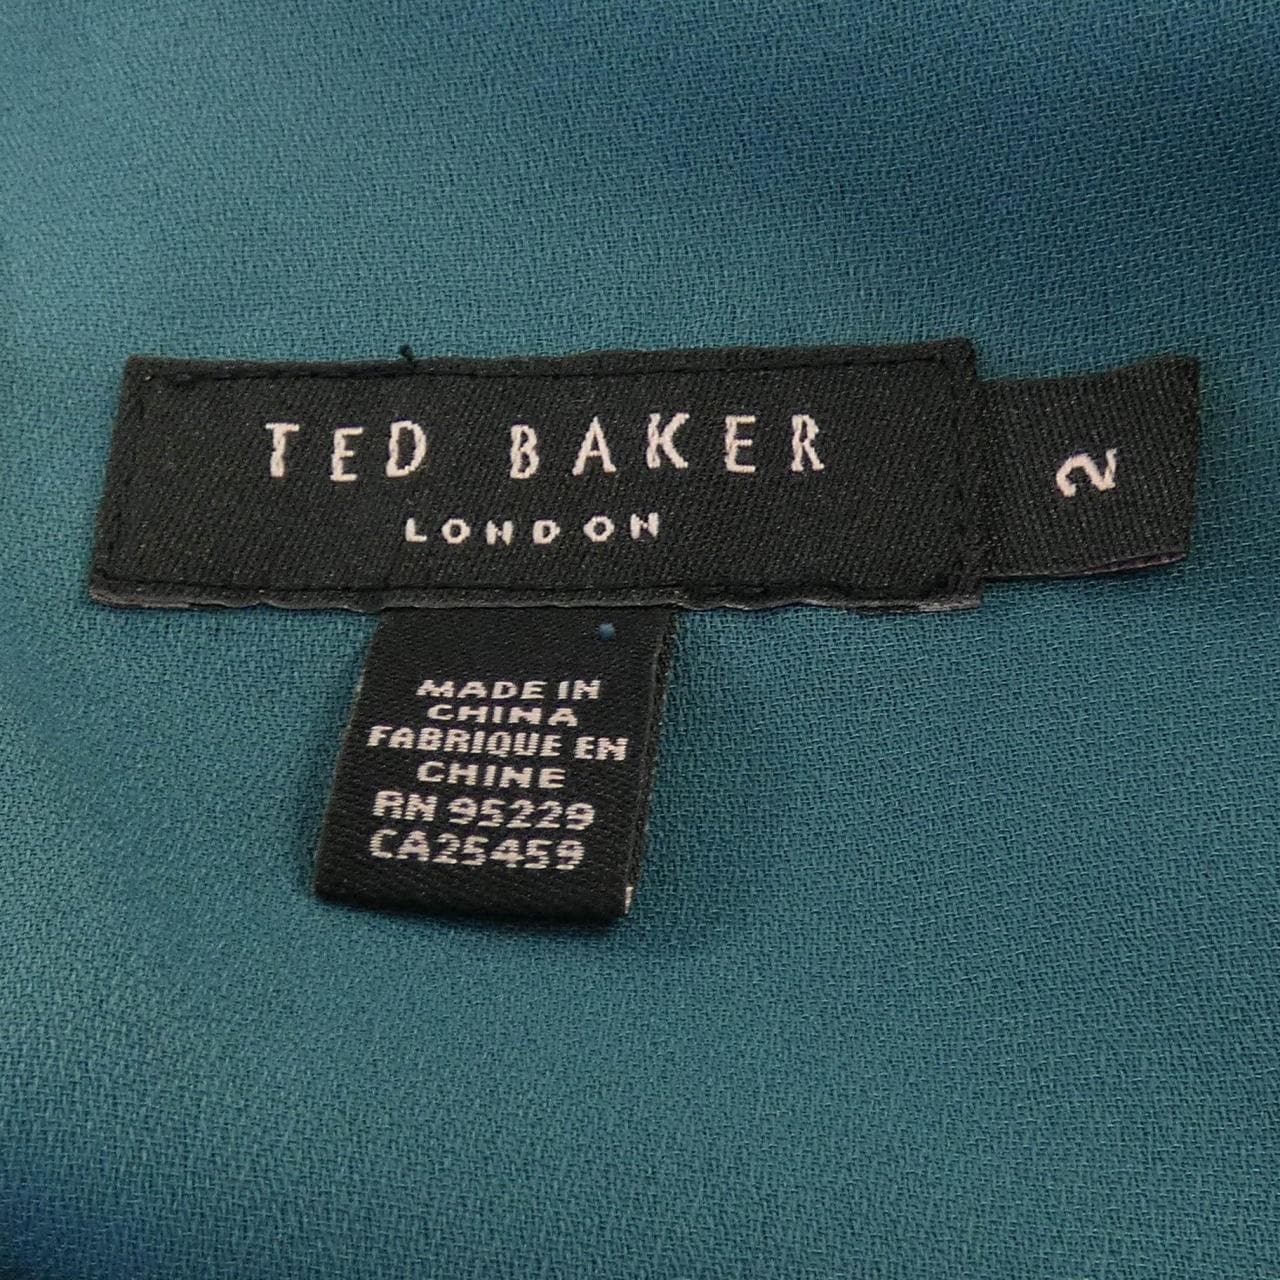 TED BAKER
LONDON
2
MADE IN
CHINA
FABRIQUE EN
CHINE
RN 95229
CA25459